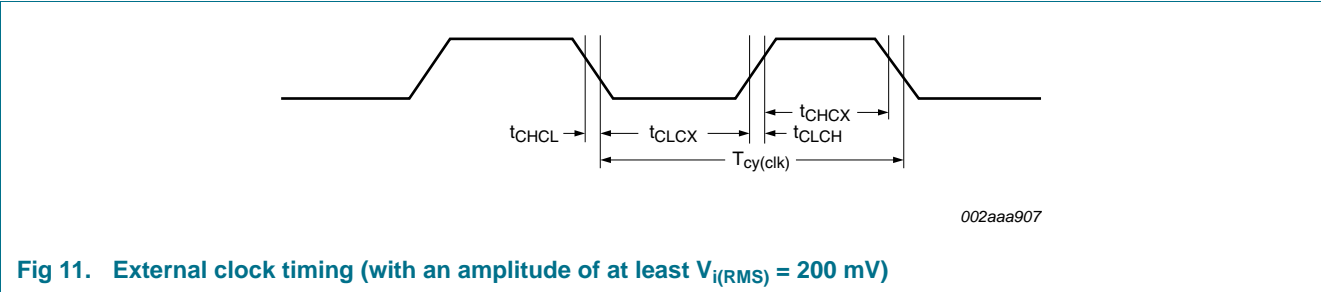 tCHCX
tCHCL tCLCX tCLCH
Tcy(clk)
002aaa907
Fig 11. External clock timing (with an amplitude of at least Vi(RMS) = 200 mV)